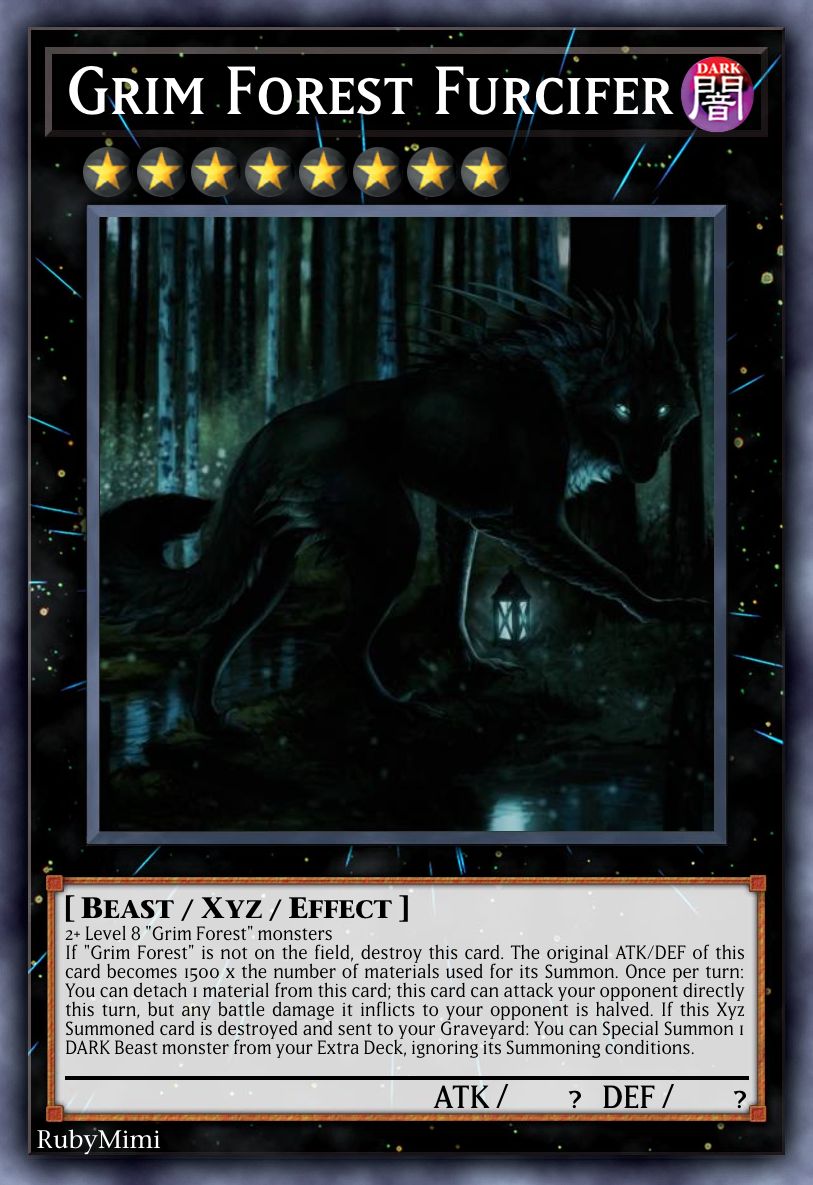 Grim Forest Furcifer
DARK
闇
[ Beast / Xyz / Effect ]
2+ Level 8 "Grim Forest" monsters
If "Grim Forest" is not on the field, destroy this card. The original ATK/DEF of this
card becomes 1500 x the number of materials used for its Summon. Once per turn:
You can detach 1 material from this card; this card can attack your opponent directly
this turn, but any battle damage it inflicts to your opponent is halved. If this Xyz
Summoned card is destroyed and sent to your Graveyard: You can Special Summon 1
DARK Beast monster from your Extra Deck, ignoring its Summoning conditions.
ATK / ? DEF / ?
RubyMimi